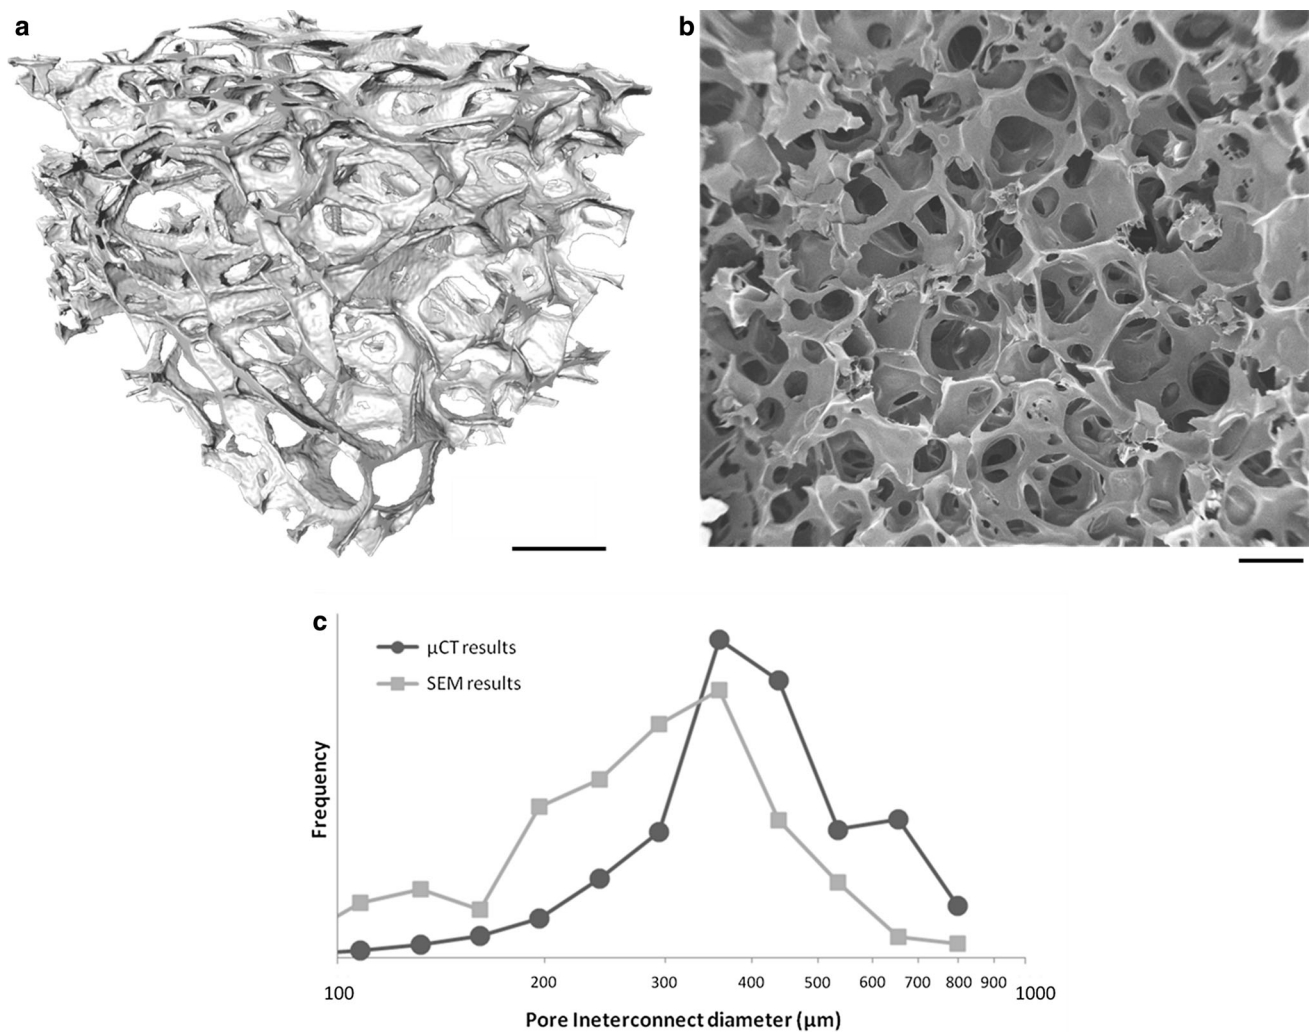 a
b
c
µCT results
SEM results
Frequency
100
200
300
400
500
600
700
800
900
1000
Pore Ineterconnect diameter (µm)